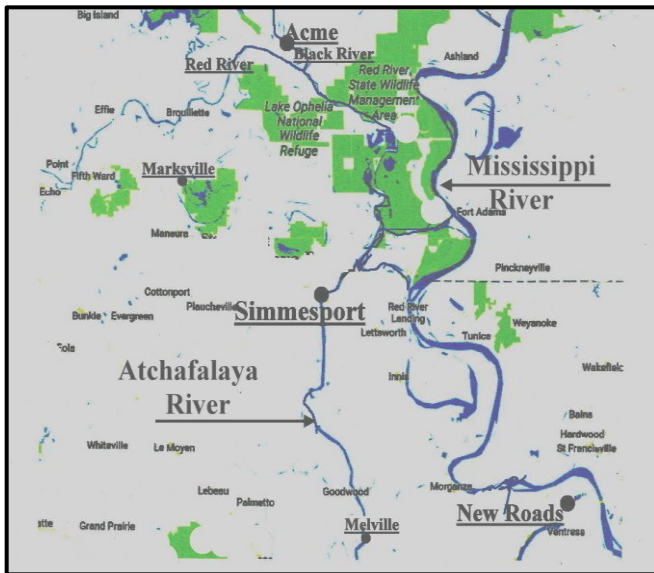 Big Island
Acme
Black River
Ashland
Red River
Red River
State Wildlife
Management
Area
Lake Ophelia
National
Wildlife
Refuge
Effie
Brouillette
Point
Fifth Ward
Echo
Marksville
Mississippi
River
Fort Adams
Mansura
Pinckneyville
Cottonport
Plaucheville
Simmesport
Bunkie
Evergreen
Red River
Landing
Lettsworth
Weyanoke
Tunica
Atchafalaya
River
Innis
Wakefield
Bains
Hardwood
St Francisville
Whiteville
Le Moyen
Lebeau
Palmetto
Goodwood
Morganza
New Roads
Grand Prairie
Melville
Ventress